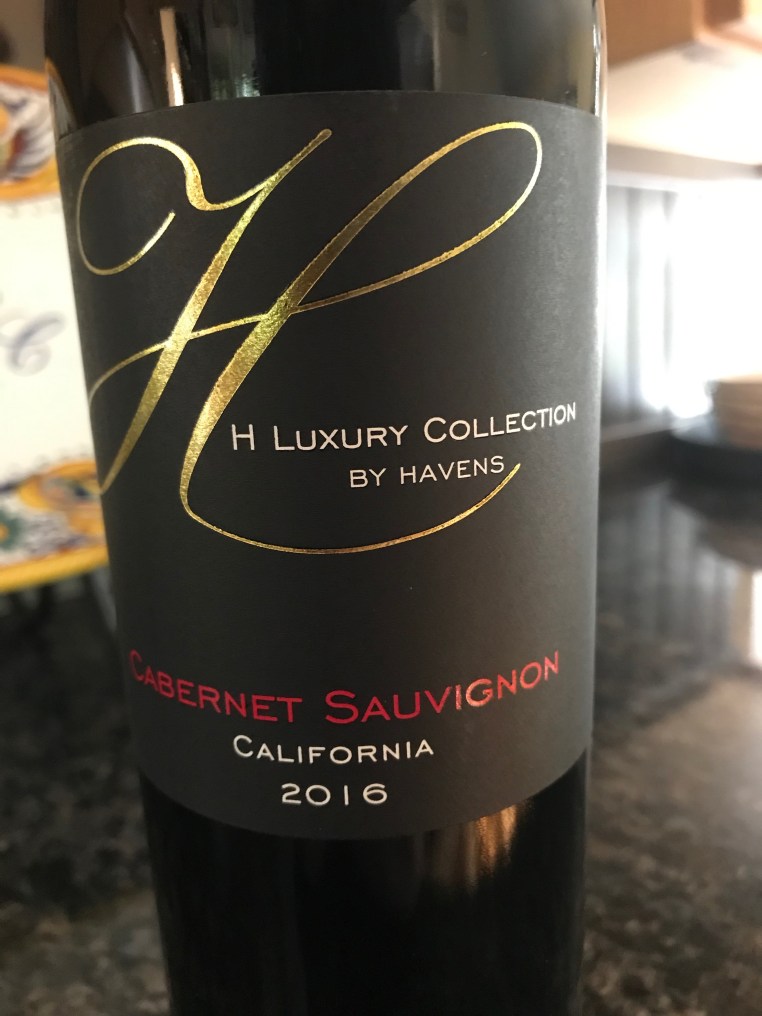 H
H LUXURY COLLECTION
BY HAVENS
CABERNET SAUVIGNON
CALIFORNIA
2016